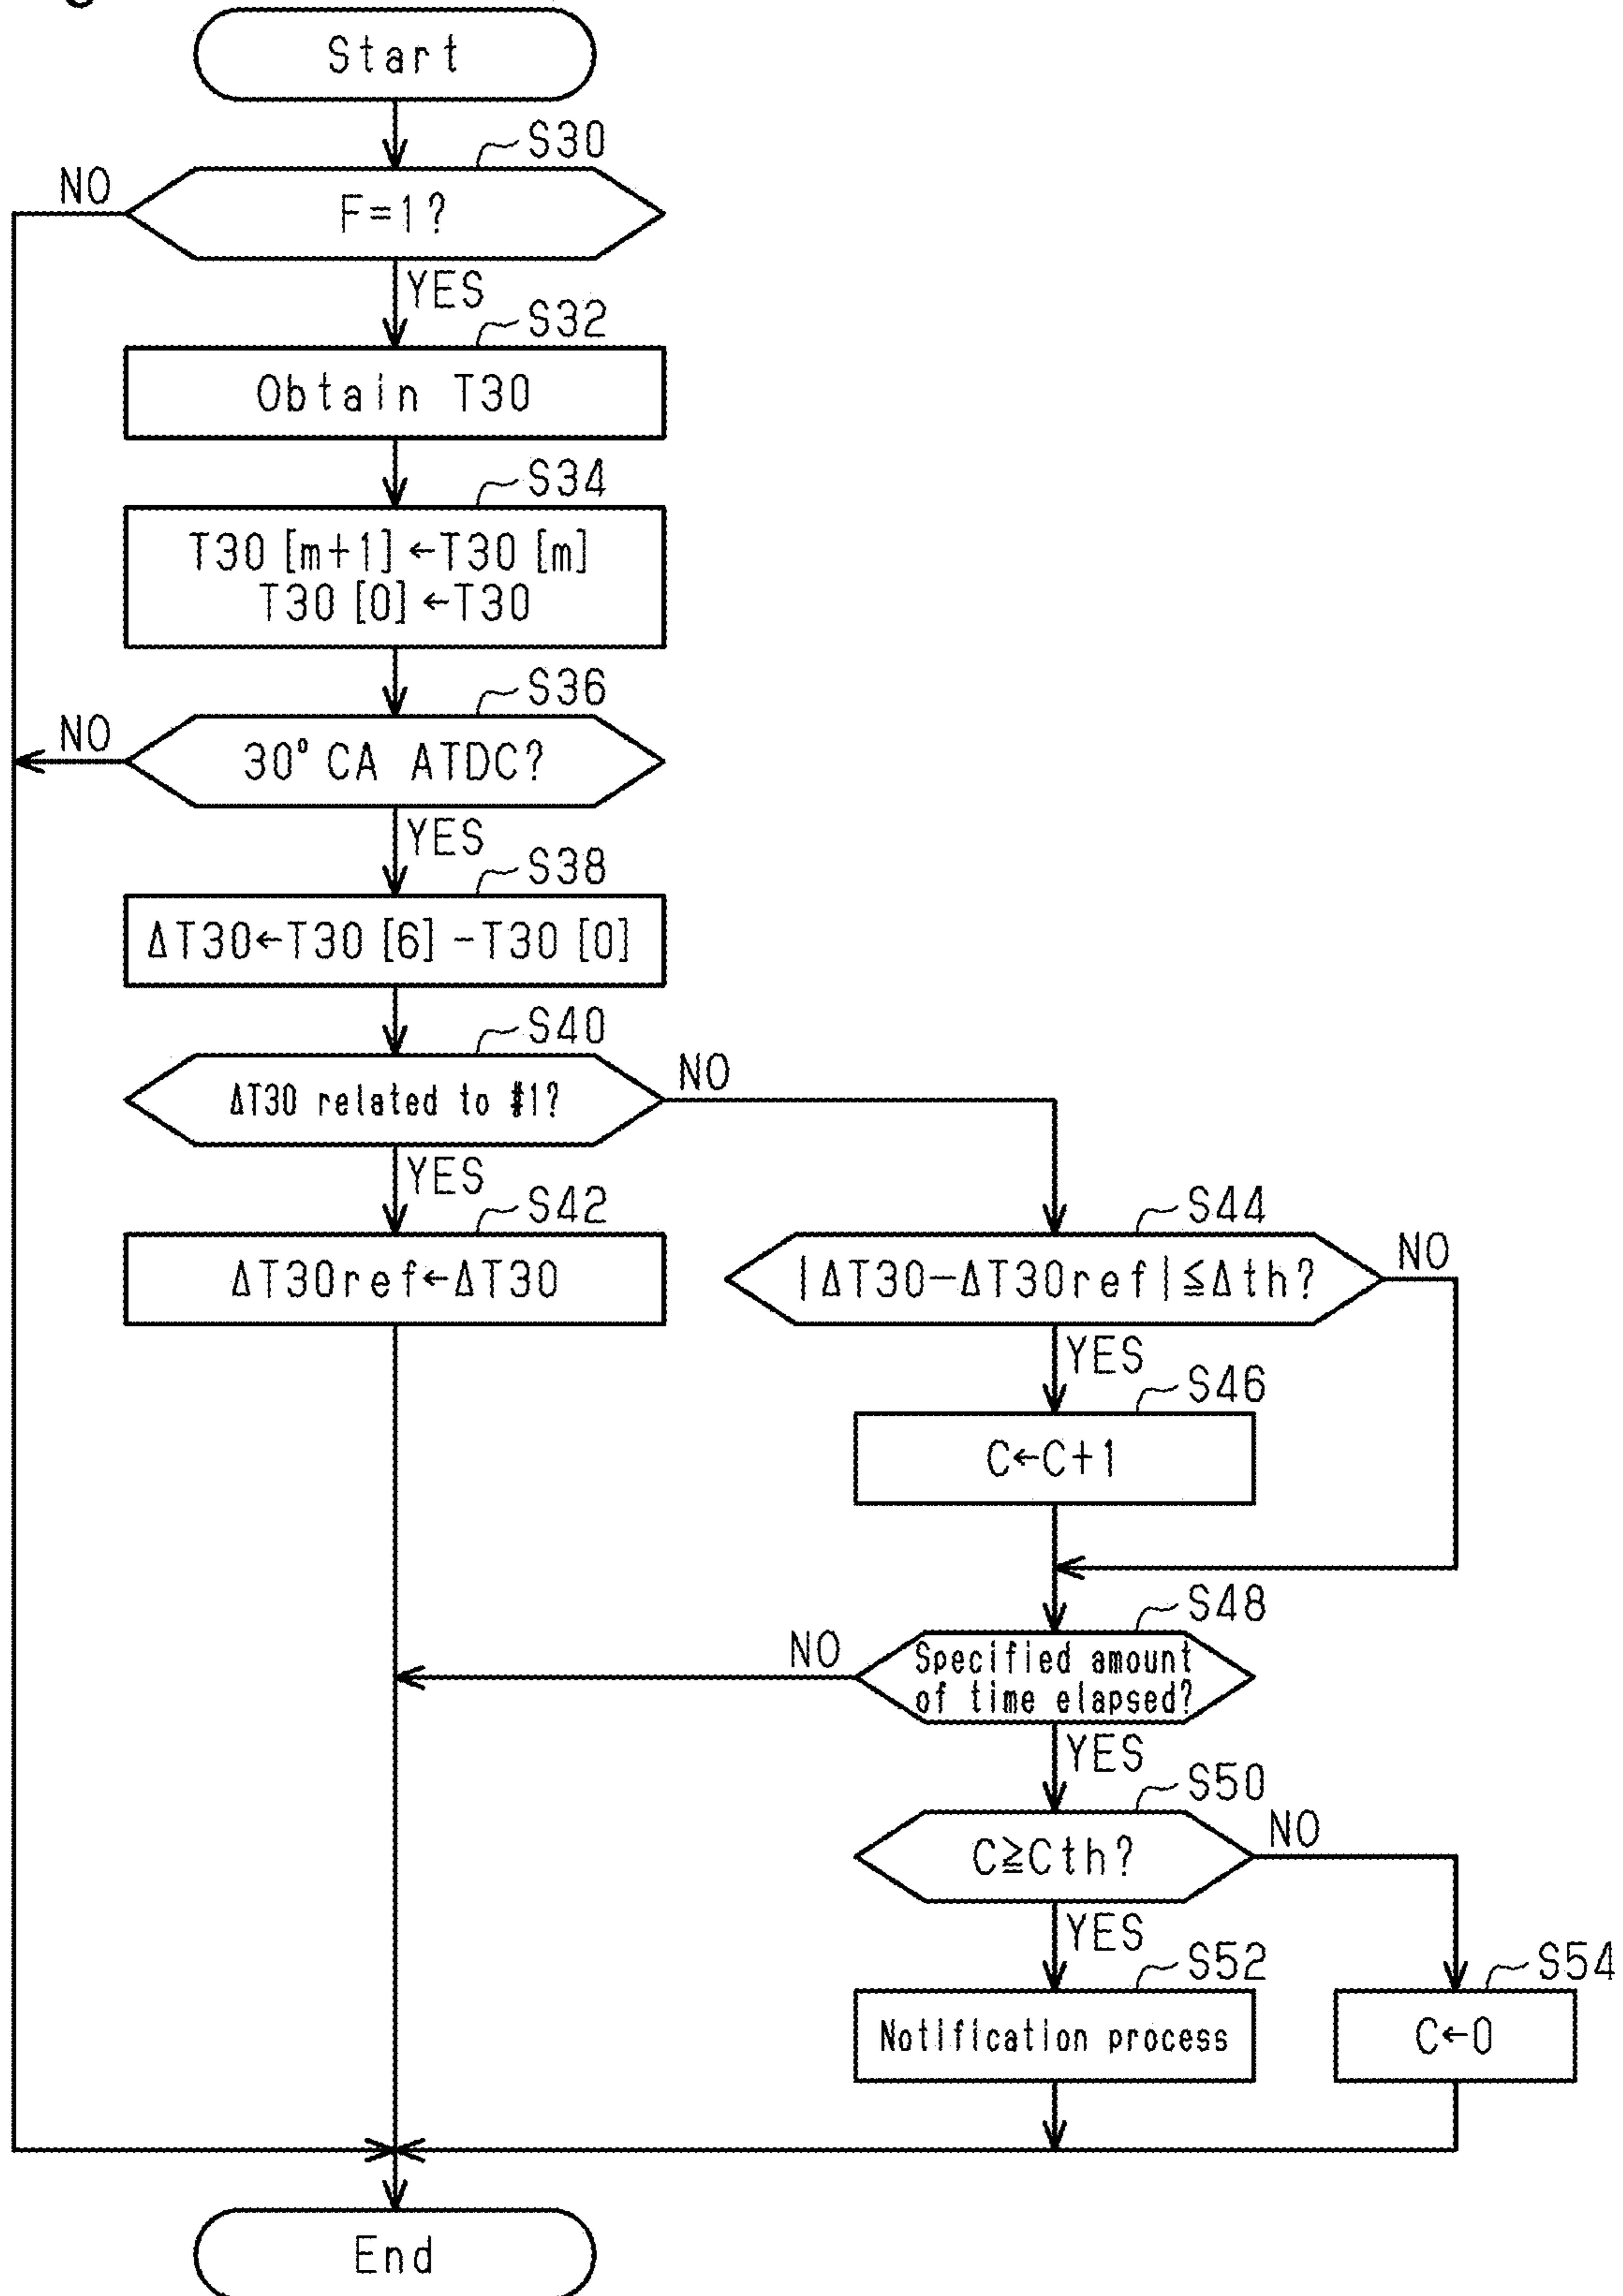 Start
S30
NO
F=1?
YES
S32
Obtain T30
S34
T30 [m+1]←T30 [m]
T30 [0]←T30
S36
NO
30° CA ATDC?
YES
S38
ΔT30←T30 [6] -T30 [0]
S40
NO
ΔT30 related to #1?
YES
S42
ΔT30ref←ΔT30
S44
NO
|ΔT30-ΔT30ref|≦Δth?
YES
S46
C←C+1
S48
NO
Specified amount
of time elapsed?
YES
S50
NO
C≧Cth?
YES
S52
Notification process
S54
C←0
End